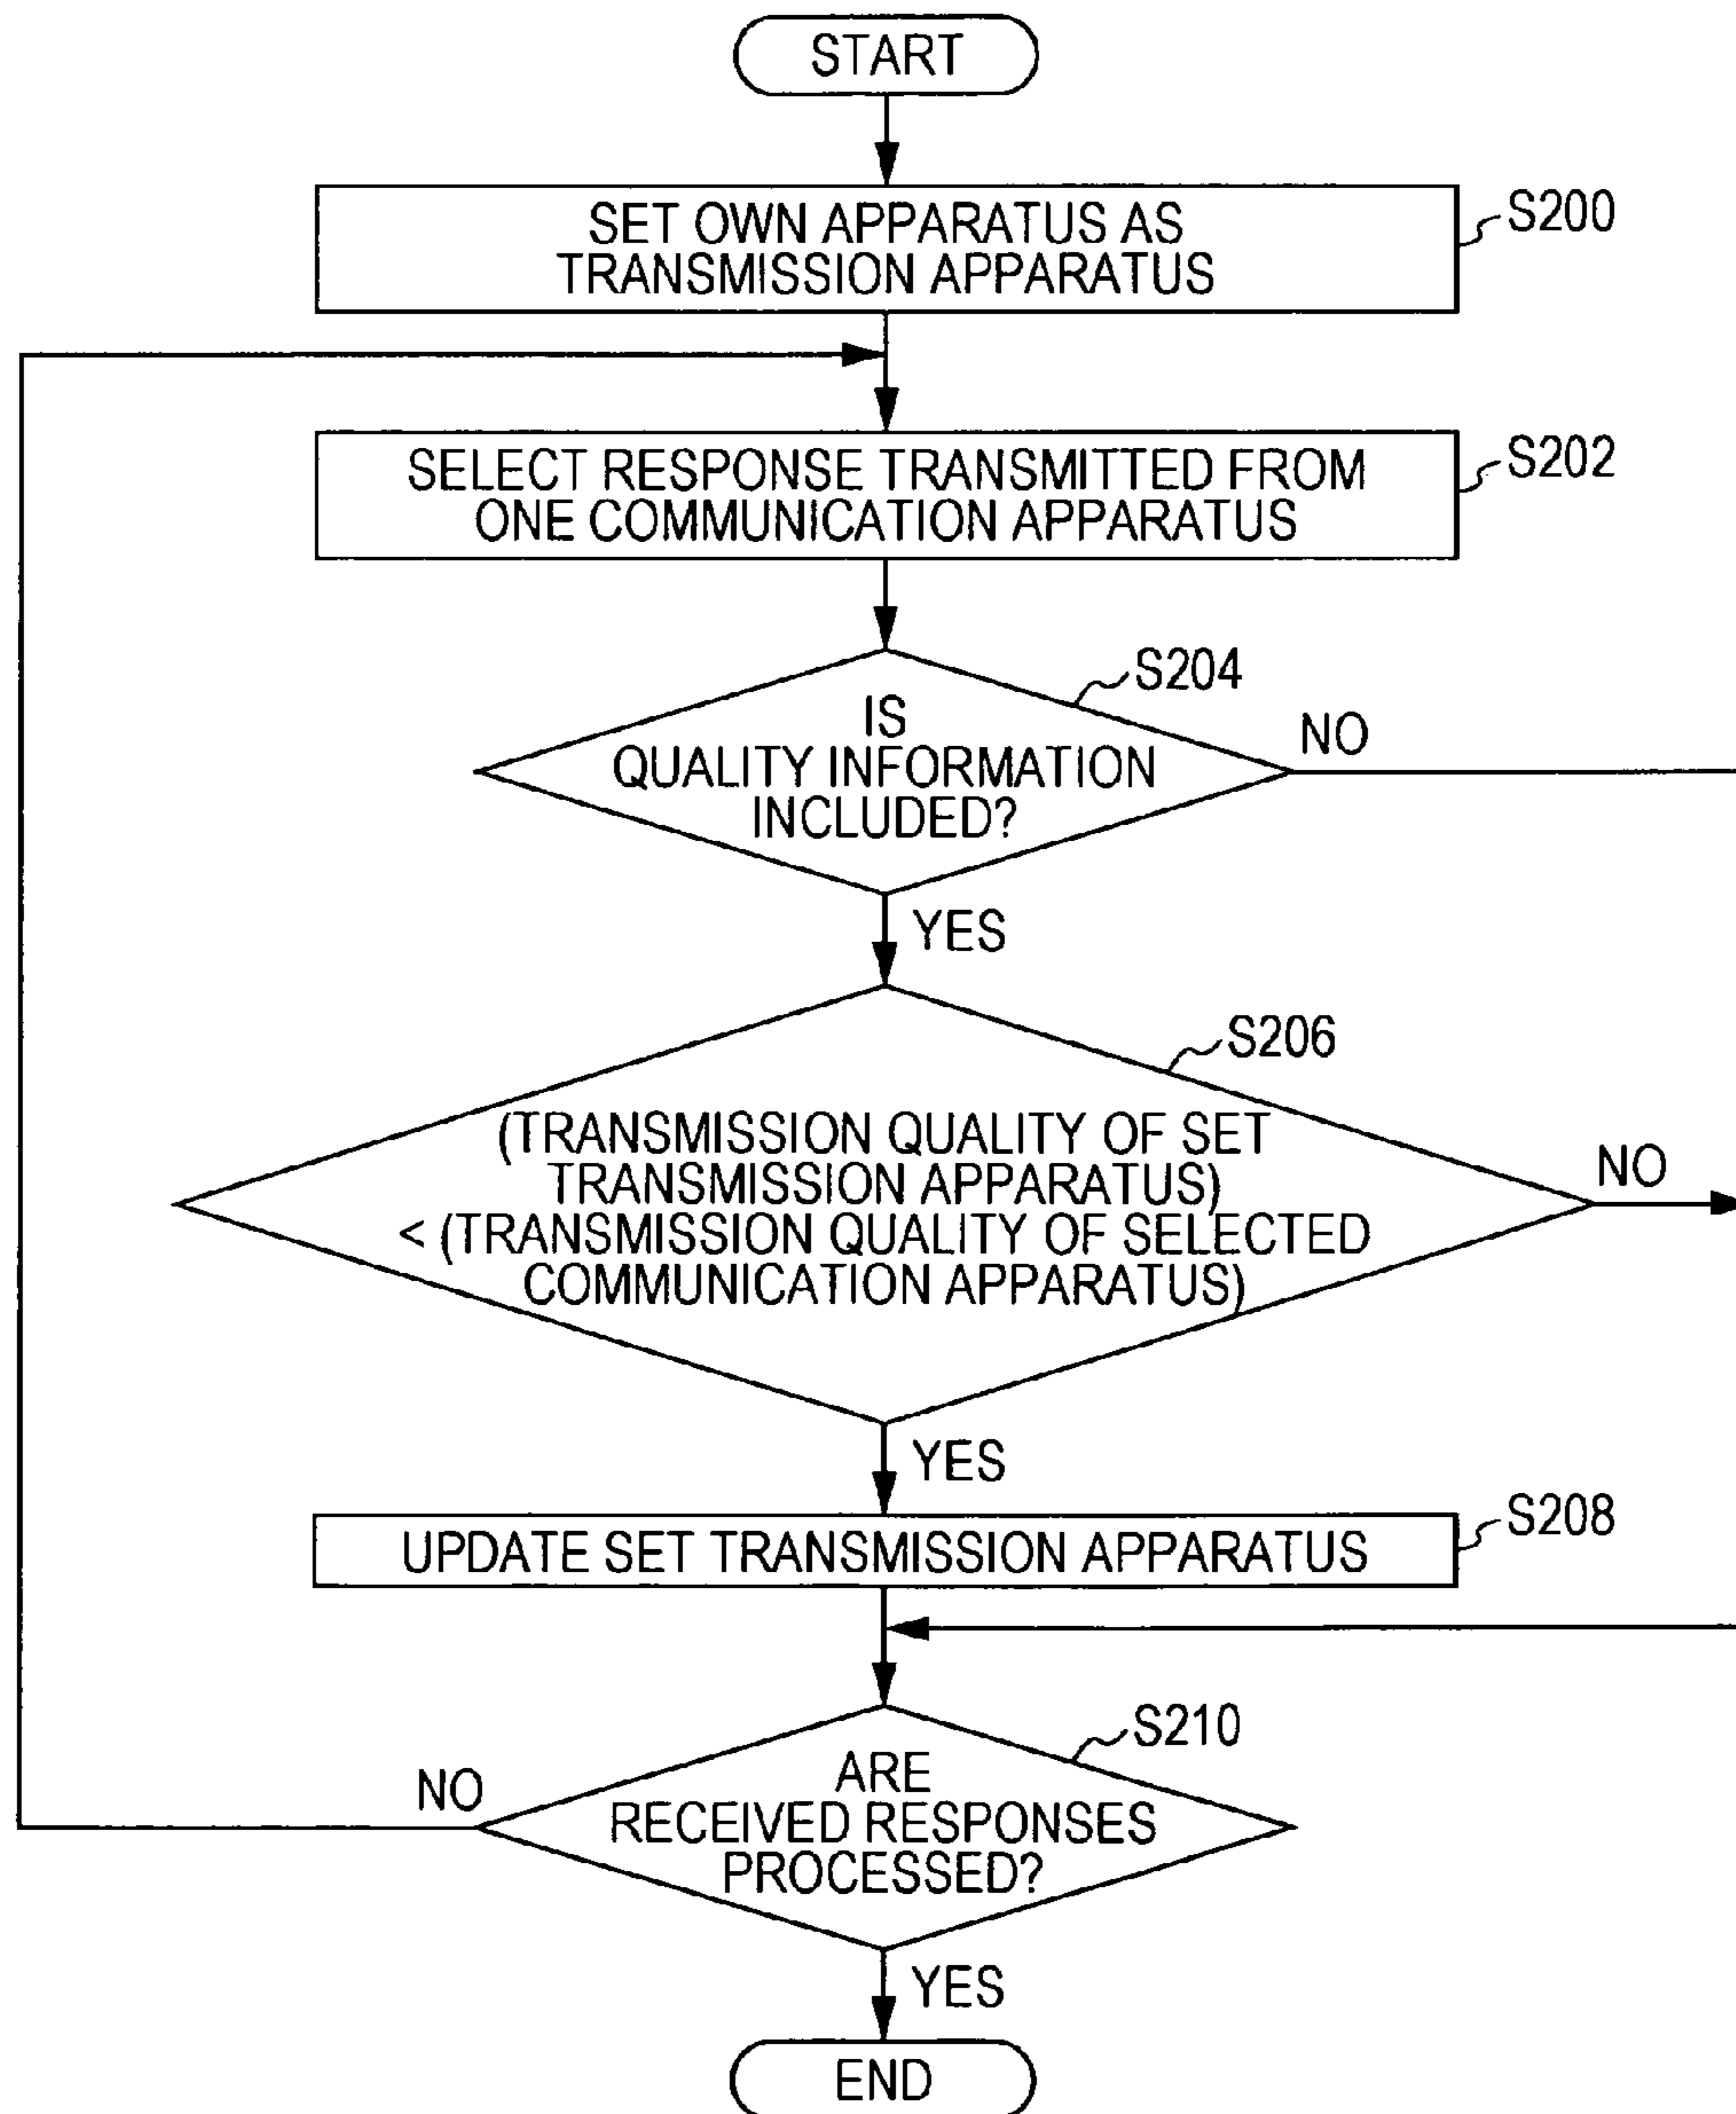 START
SET OWN APPARATUS AS
TRANSMISSION APPARATUS
S200
SELECT RESPONSE TRANSMITTED FROM
ONE COMMUNICATION APPARATUS
S202
S204
IS
QUALITY INFORMATION
INCLUDED?
NO
YES
S206
(TRANSMISSION QUALITY OF SET
TRANSMISSION APPARATUS)
< (TRANSMISSION QUALITY OF SELECTED
COMMUNICATION APPARATUS)
NO
YES
UPDATE SET TRANSMISSION APPARATUS
S208
S210
ARE
RECEIVED RESPONSES
PROCESSED?
NO
YES
END